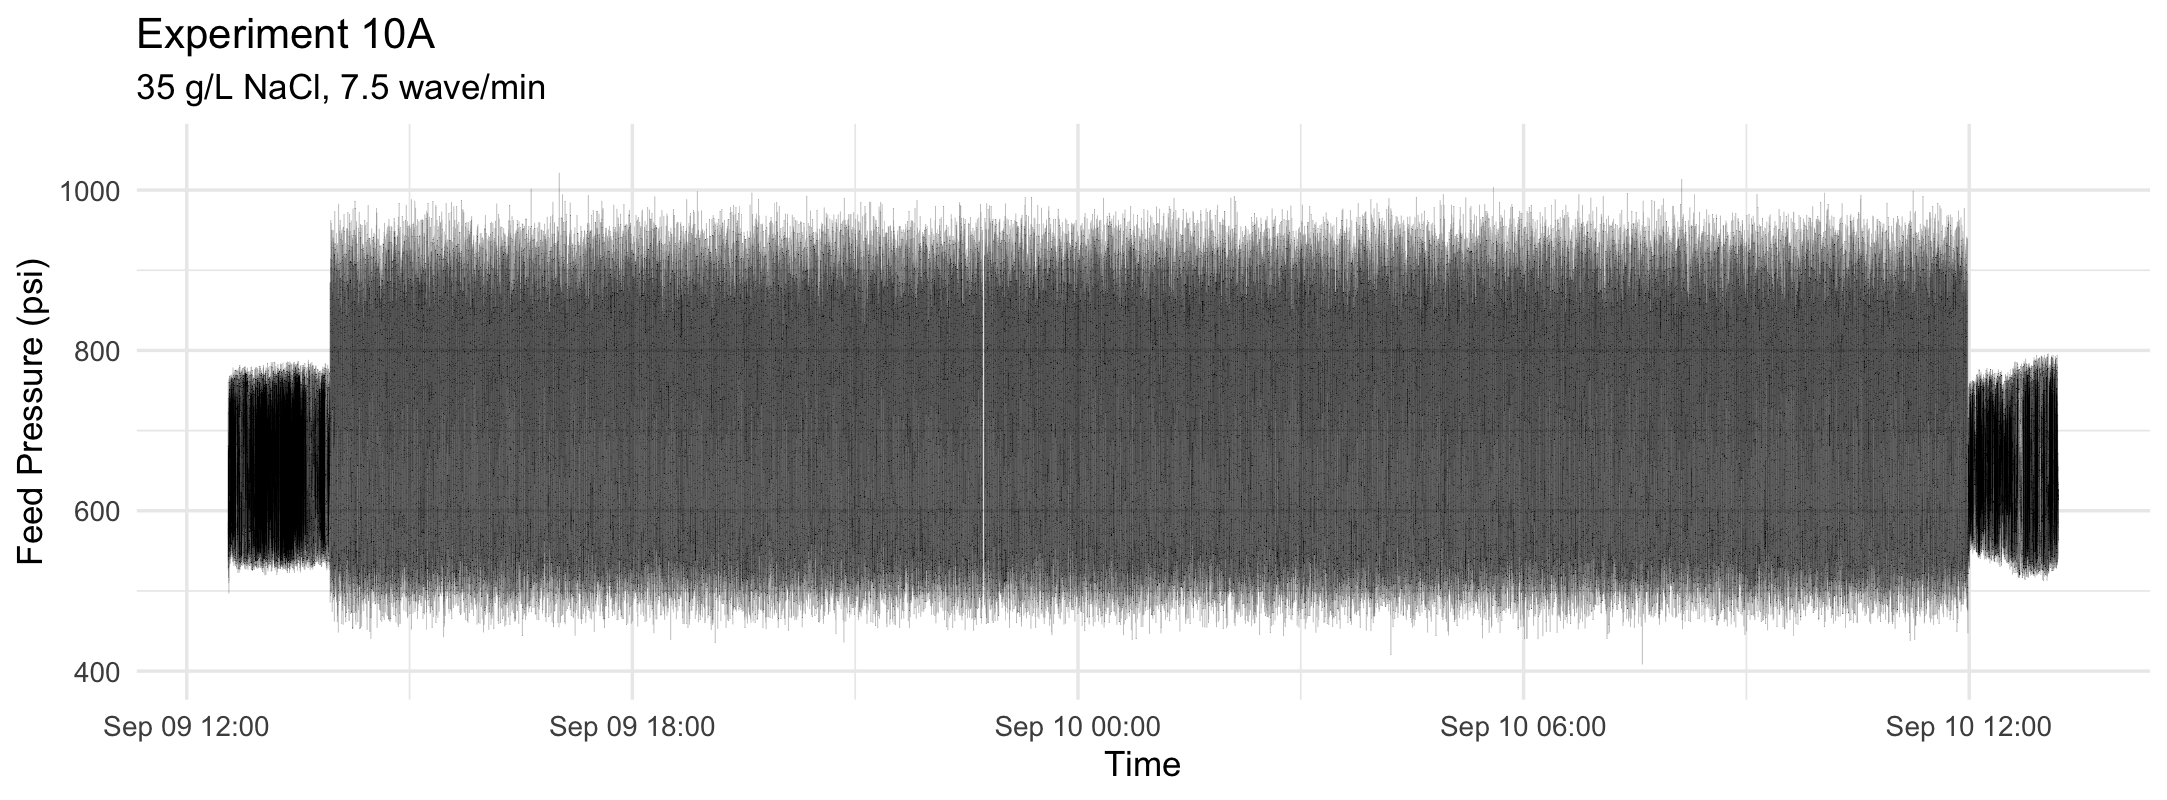 Experiment 10A
35 g/L NaCl, 7.5 wave/min
Feed Pressure (psi)
1000
800
600
400
Sep 09 12:00 Sep 09 18:00 Sep 10 00:00 Sep 10 06:00 Sep 10 12:00
Time